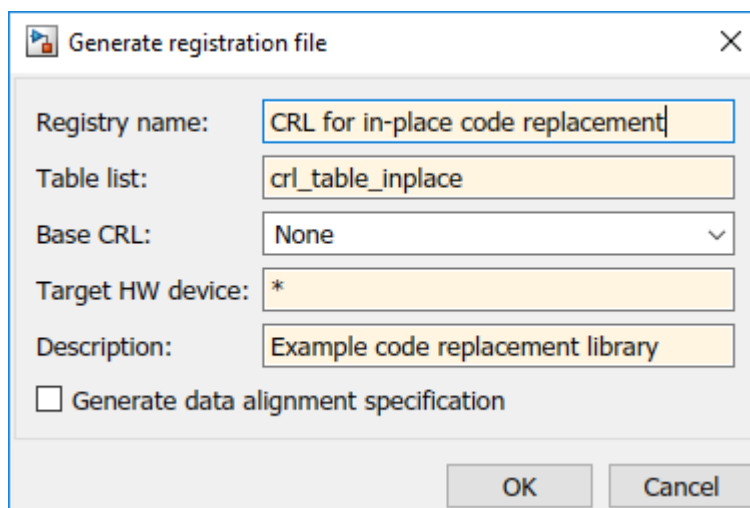 Generate registration file
Registry name: CRL for in-place code replacement
Table list: crl_table_inplace
Base CRL: None
Target HW device: *
Description: Example code replacement library
Generate data alignment specification
OK Cancel